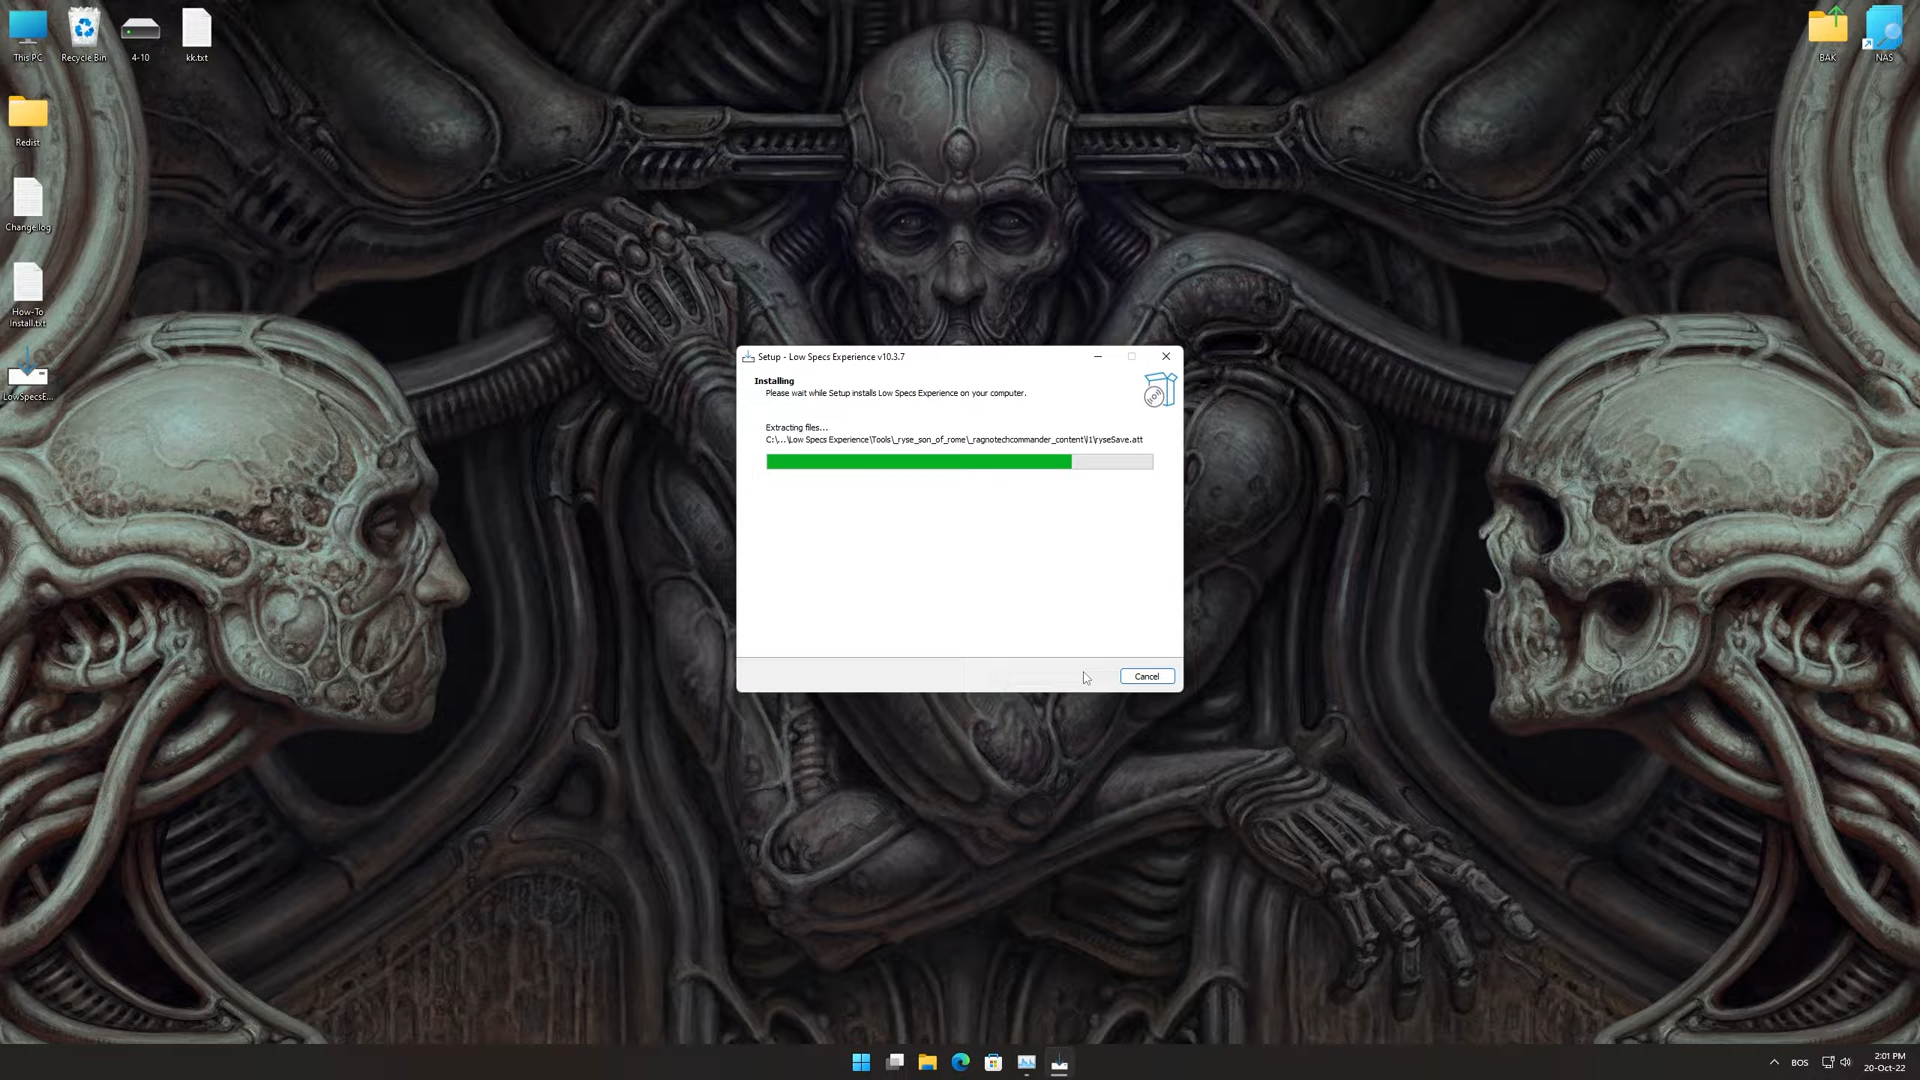 This PC
Recycle Bin
4-10
kk.txt
BAK
NAS
Redist
Change.log
How-To
Install.txt
LowSpecsE...
Setup - Low Specs Experience v10.3.7
Installing
Please wait while Setup installs Low Specs Experience on your computer.
Extracting files...
C:\...\Low Specs Experience\Tools\_ryse_son_of_rome\_ragnotechcommander_content\l1\ryseSave.att
Cancel
BOS
2:01 PM
20-Oct-22